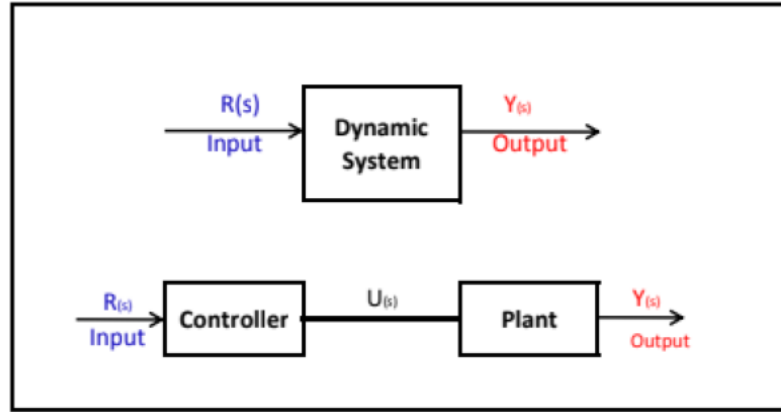 R(s)
Input
Dynamic
System
Y(s)
Output
R(s)
Input
Controller
U(s)
Plant
Y(s)
Output